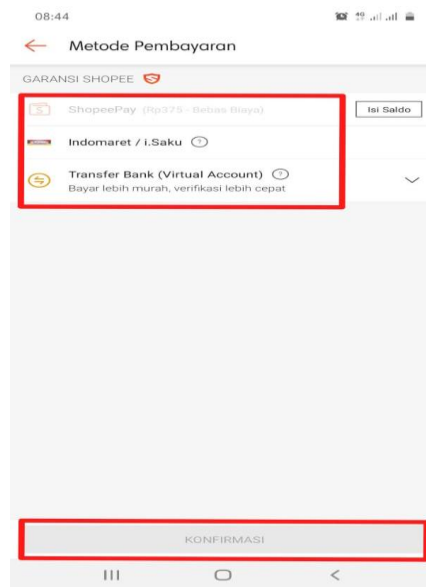 08:44
Metode Pembayaran
GARANSI SHOPEE
ShopeePay (Rp375 - Bebas Biaya)
Isi Saldo
Indomaret / i.Saku ?
Transfer Bank (Virtual Account) ?
Bayar lebih murah, verifikasi lebih cepat
KONFIRMASI